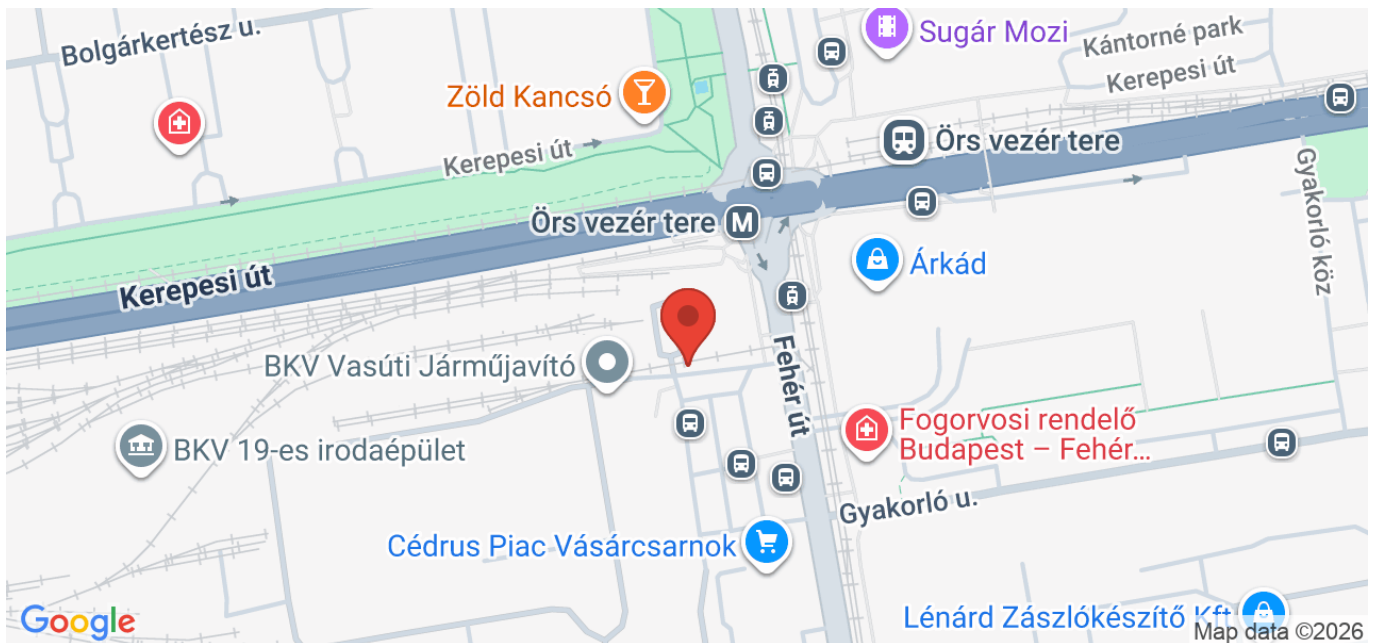 Bolgárkertész u.
Sugár Mozi
Kántorné park
Kerepesi út
Zöld Kancsó
Kerepesi út
Örs vezér tere
Örs vezér tere M
Gyakorló köz
Árkád
Kerepesi út
Fehér út
BKV Vasúti Járműjavító
Fogorvosi rendelő
Budapest – Fehér...
BKV 19-es irodaépület
Gyakorló u.
Cédrus Piac Vásárcsarnok
Lénárd Zászlókészítő Kft
Google
Map data ©2026